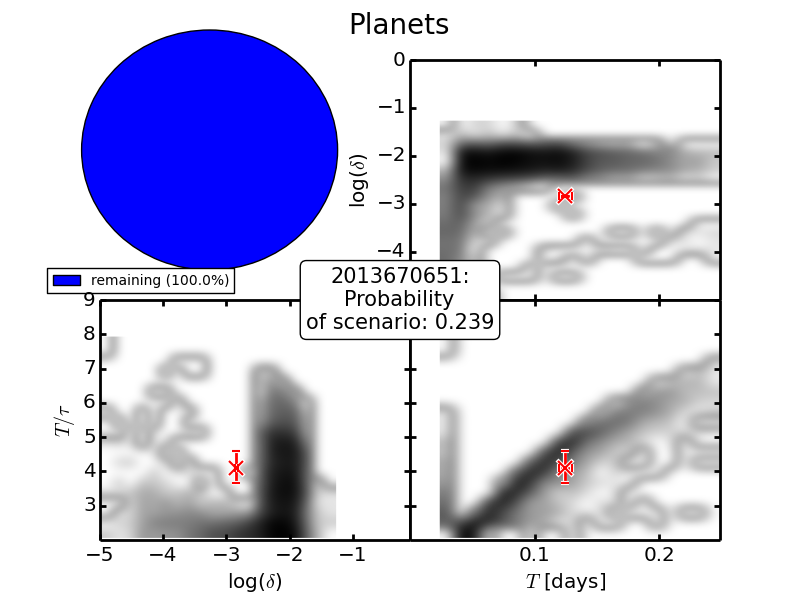 Planets
remaining (100.0%)
0
−1
−2
−3
−4
log(δ)
2013670651:
Probability
of scenario: 0.239
9
8
7
6
5
4
3
T/τ
−5
−4
−3
−2
−1
log(δ)
0.1
0.2
T [days]